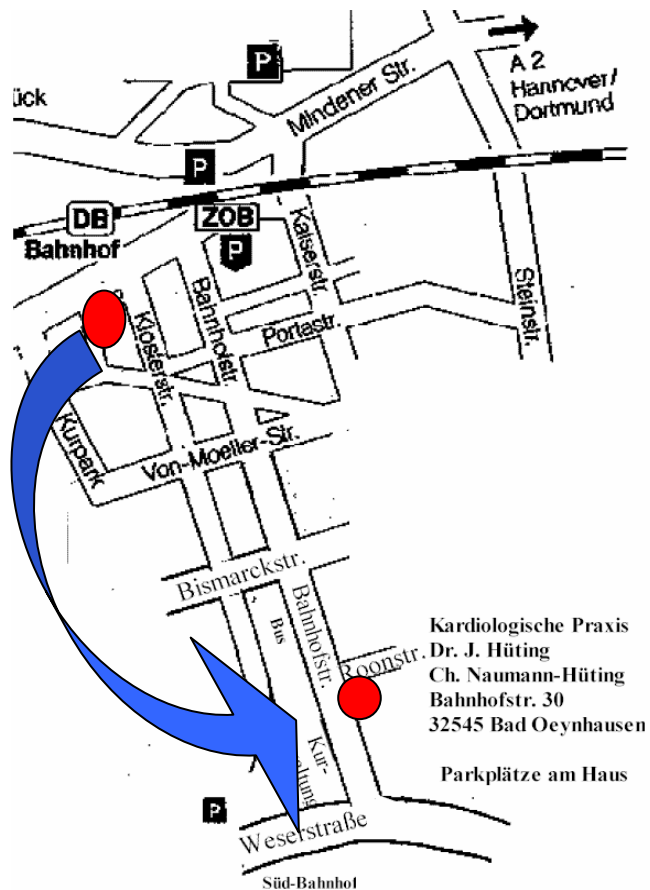 P
ück
Mindener Str.
A 2
Hannover/
Dortmund
P
DB
ZOB
Bahnhof
P
Kaiserstr.
Steinstr.
Klosterstr.
Bahnhofstr.
Portastr.
Kurpark
Von-Moeller-Str.
Bismarckstr.
Bus
Bahnhofstr.
Roonstr.
Kardiologische Praxis
Dr. J. Hüting
Ch. Naumann-Hüting
Bahnhofstr. 30
32545 Bad Oeynhausen
Parkplätze am Haus
Kur-
altung
P
Weserstraße
Süd-Bahnhof